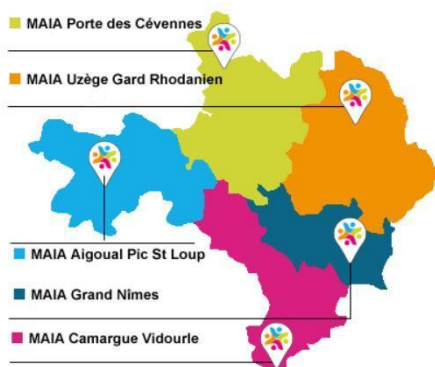 MAIA Porte des Cévennes
MAIA Uzège Gard Rhodanien
MAIA Aigoual Pic St Loup
MAIA Grand Nîmes
MAIA Camargue Vidourle